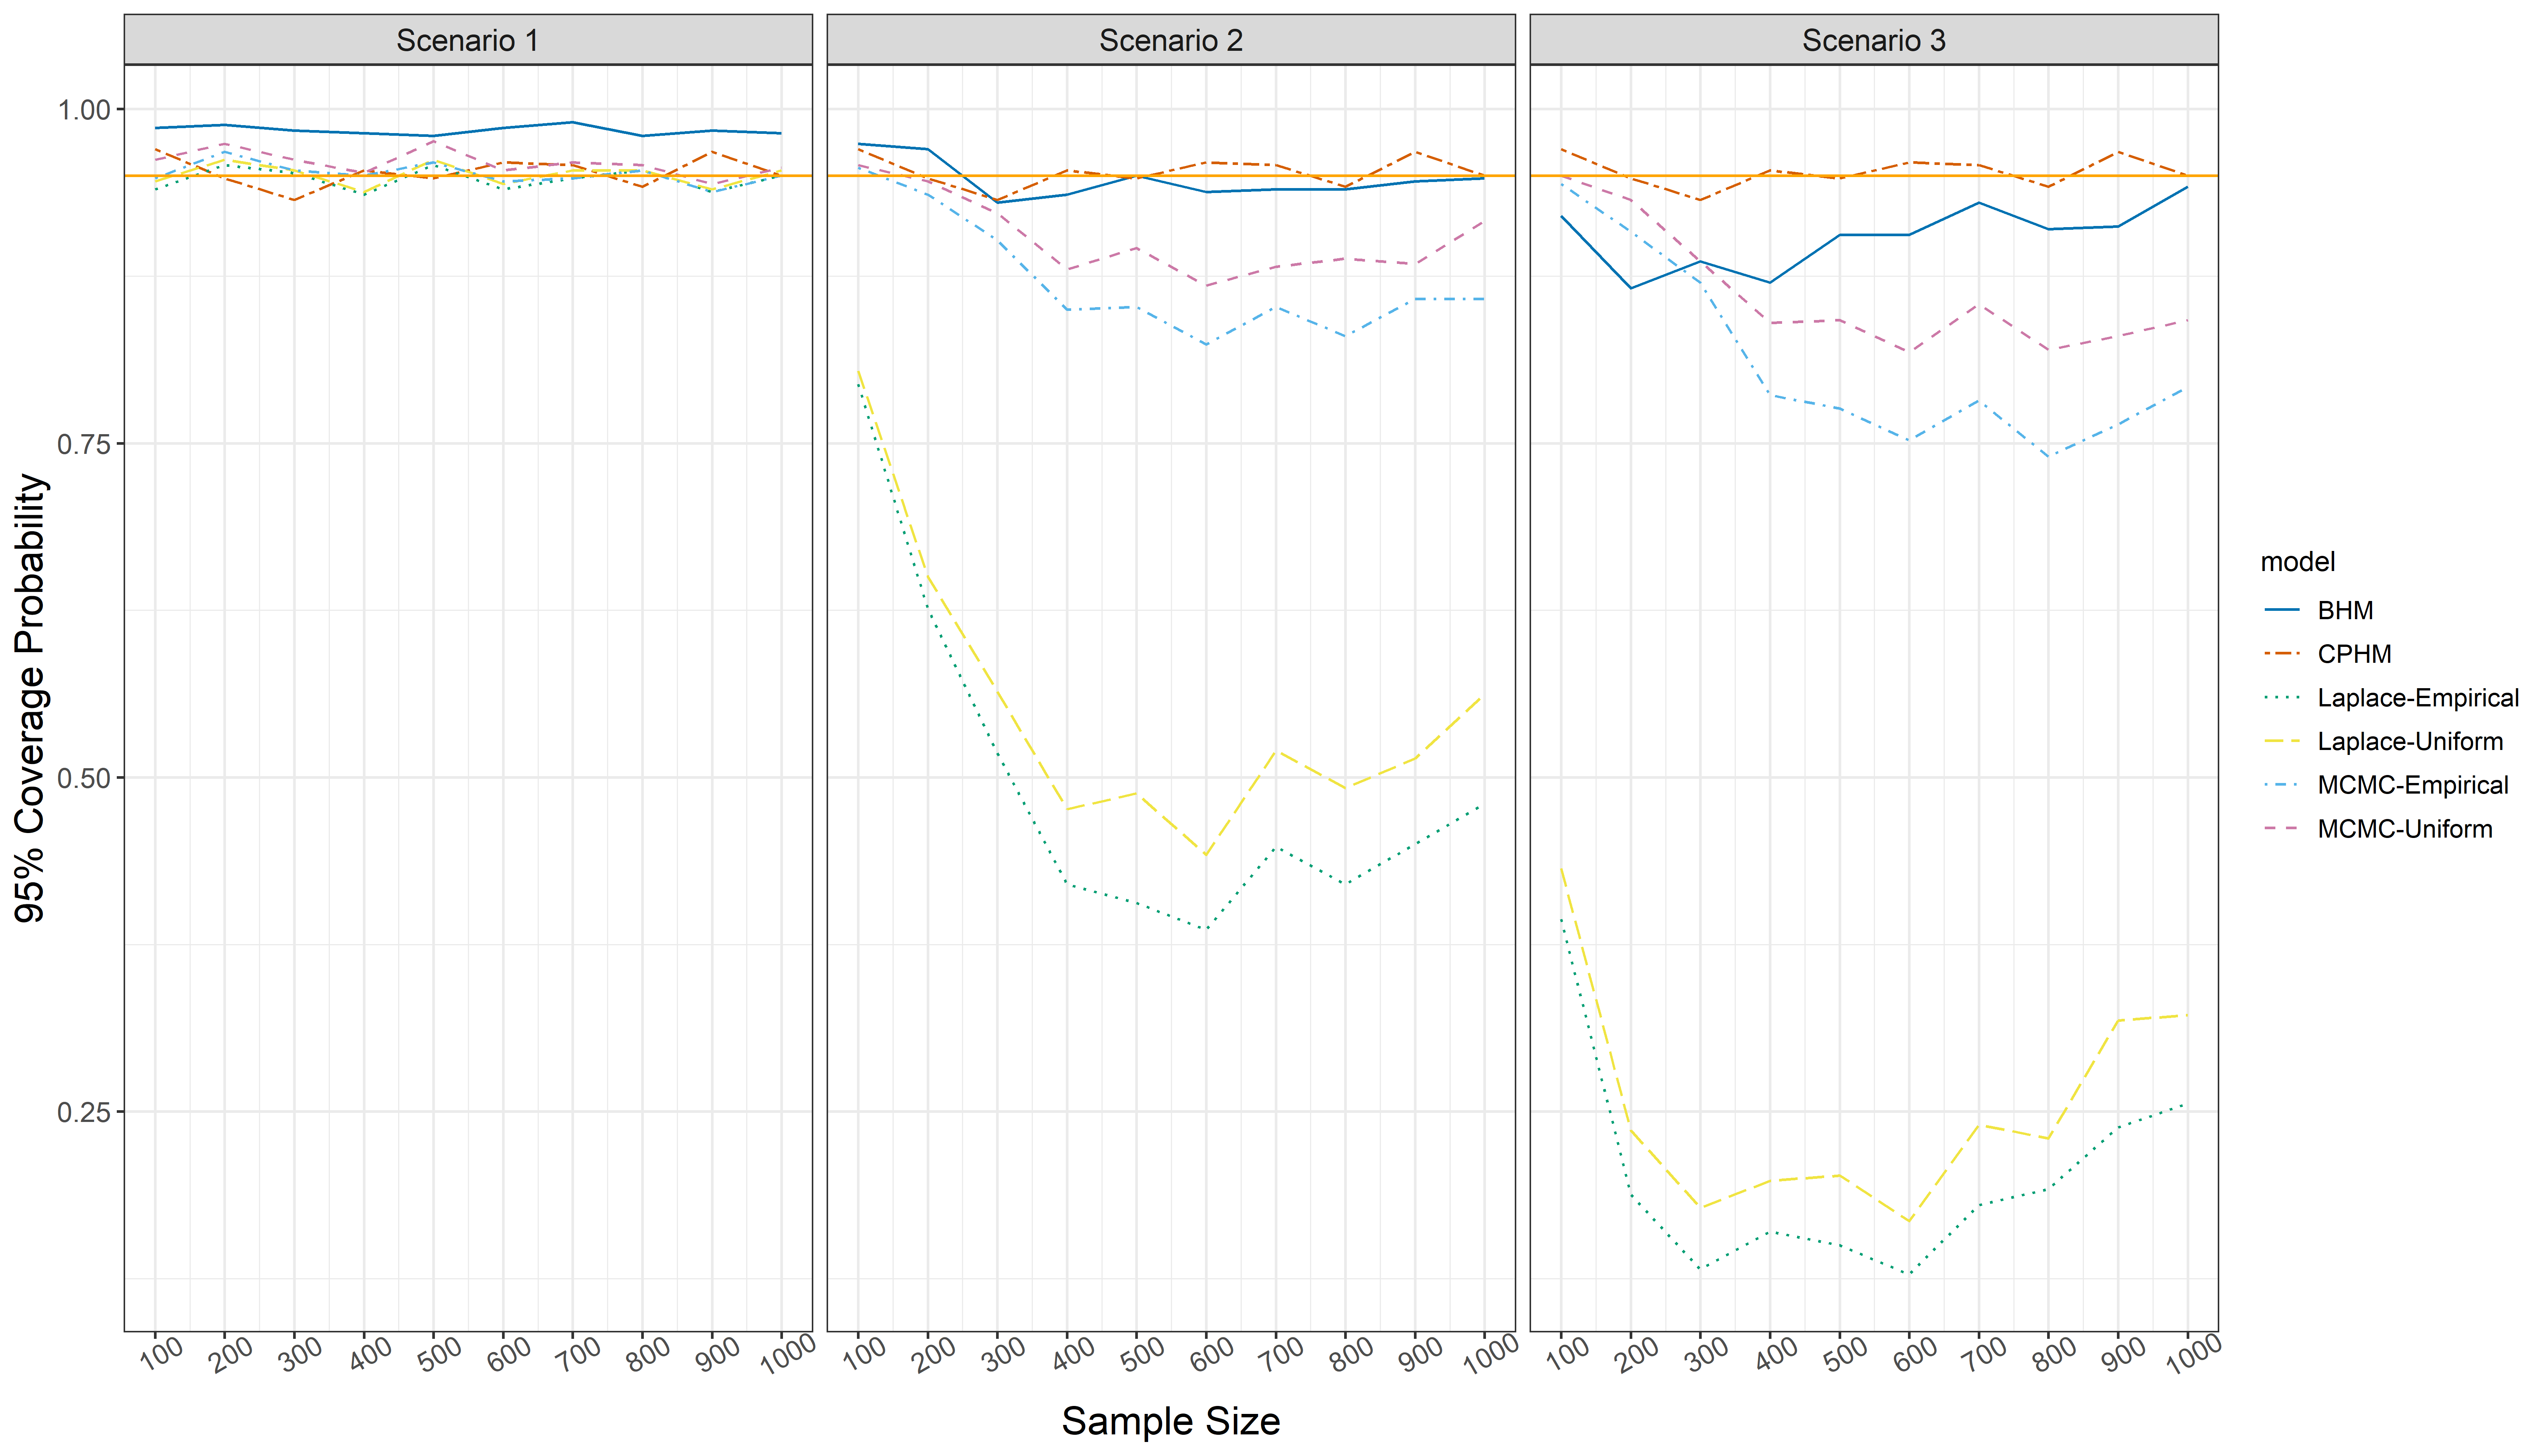 Scenario 1
Scenario 2
Scenario 3
95% Coverage Probability
1.00
0.75
0.50
0.25
100 200 300 400 500 600 700 800 900 1000
100 200 300 400 500 600 700 800 900 1000
100 200 300 400 500 600 700 800 900 1000
Sample Size
model
BHM
CPHM
Laplace-Empirical
Laplace-Uniform
MCMC-Empirical
MCMC-Uniform